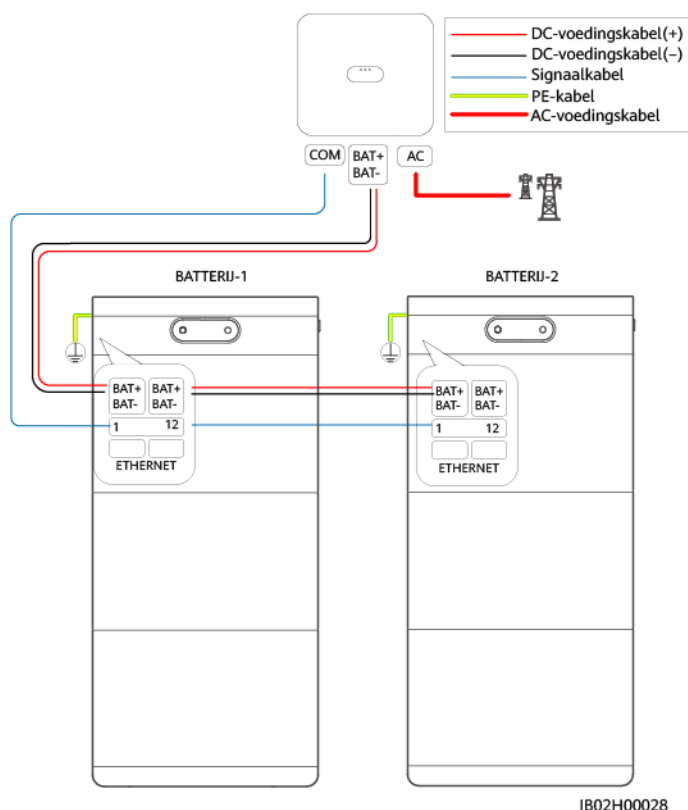 DC-voedingskabel(+)
DC-voedingskabel(−)
Signaalkabel
PE-kabel
AC-voedingskabel
COM
BAT+
BAT-
AC
BATTERIJ-1
BATTERIJ-2
BAT+ BAT+
BAT- BAT-
1 12
ETHERNET
BAT+ BAT+
BAT- BAT-
1 12
ETHERNET
IB02H00028